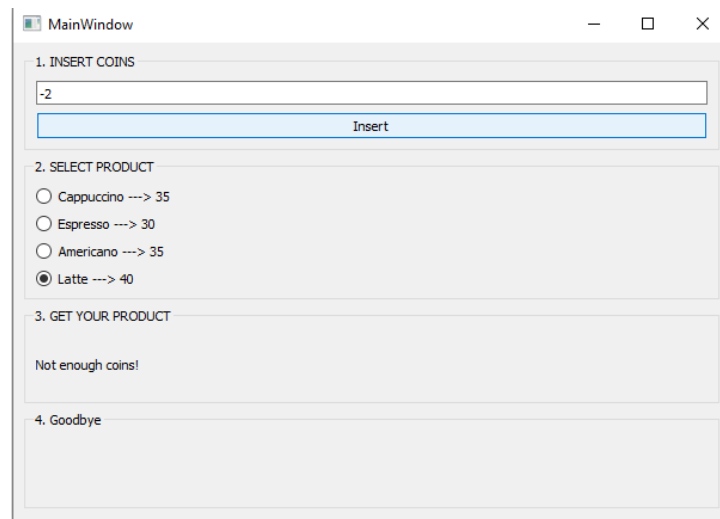 MainWindow
1. INSERT COINS
-2
Insert
2. SELECT PRODUCT
Cappuccino ---> 35
Espresso ---> 30
Americano ---> 35
Latte ---> 40
3. GET YOUR PRODUCT
Not enough coins!
4. Goodbye